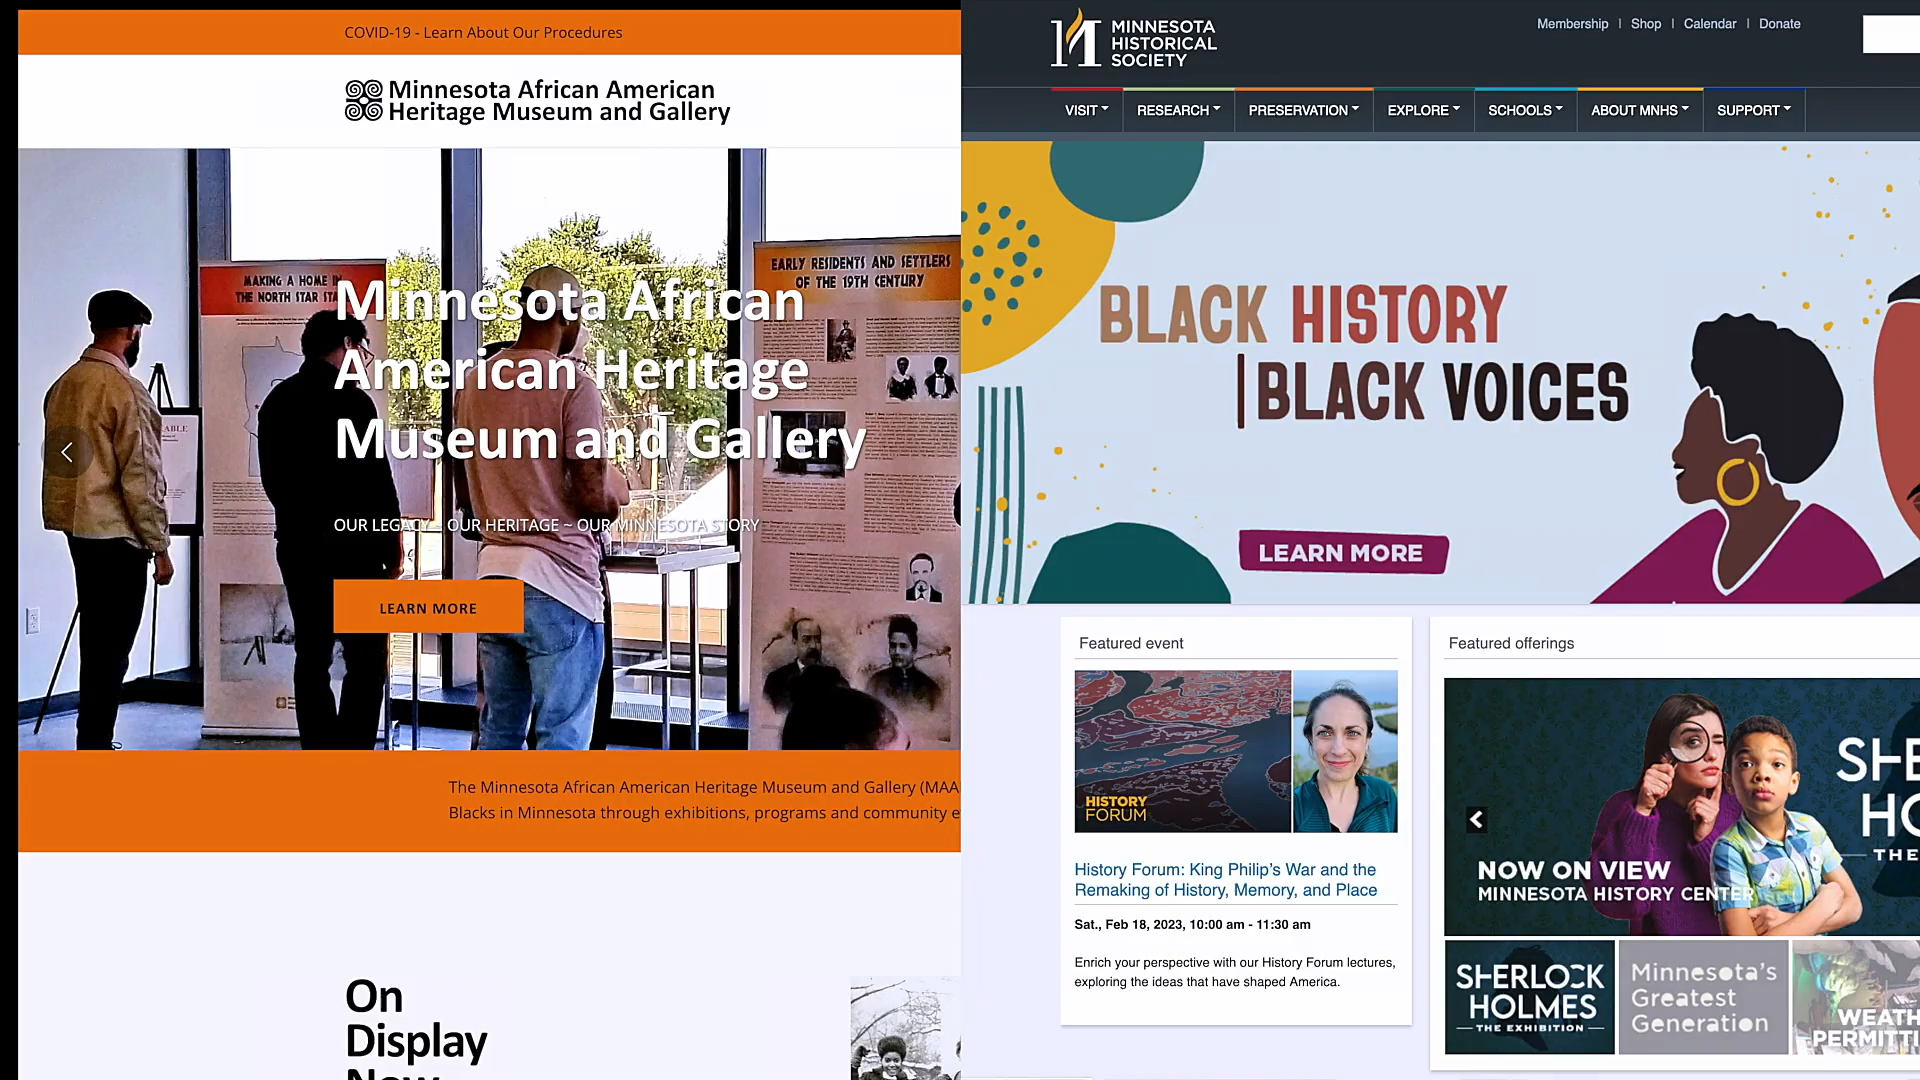 COVID-19 - Learn About Our Procedures
Minnesota African American
Heritage Museum and Gallery
MAKING A HOME IN
THE NORTH STAR STA
EARLY RESIDENTS AND SETTLERS
OF THE 19TH CENTURY
Minnesota African
American Heritage
Museum and Gallery
OUR LEGACY ~ OUR HERITAGE ~ OUR MINNESOTA STORY
LEARN MORE
The Minnesota African American Heritage Museum and Gallery (MAA
Blacks in Minnesota through exhibitions, programs and community e
On
Display
Now
MINNESOTA
HISTORICAL
SOCIETY
Membership | Shop | Calendar | Donate
VISIT RESEARCH PRESERVATION EXPLORE SCHOOLS ABOUT MNHS SUPPORT
BLACK HISTORY
BLACK VOICES
LEARN MORE
Featured event
HISTORY
FORUM
History Forum: King Philip's War and the
Remaking of History, Memory, and Place
Sat., Feb 18, 2023, 10:00 am - 11:30 am
Enrich your perspective with our History Forum lectures,
exploring the ideas that have shaped America.
Featured offerings
SHE
HO
THE
NOW ON VIEW
MINNESOTA HISTORY CENTER
SHERLOCK
HOLMES
THE EXHIBITION
Minnesota's
Greatest
Generation
WEATH
PERMITTI